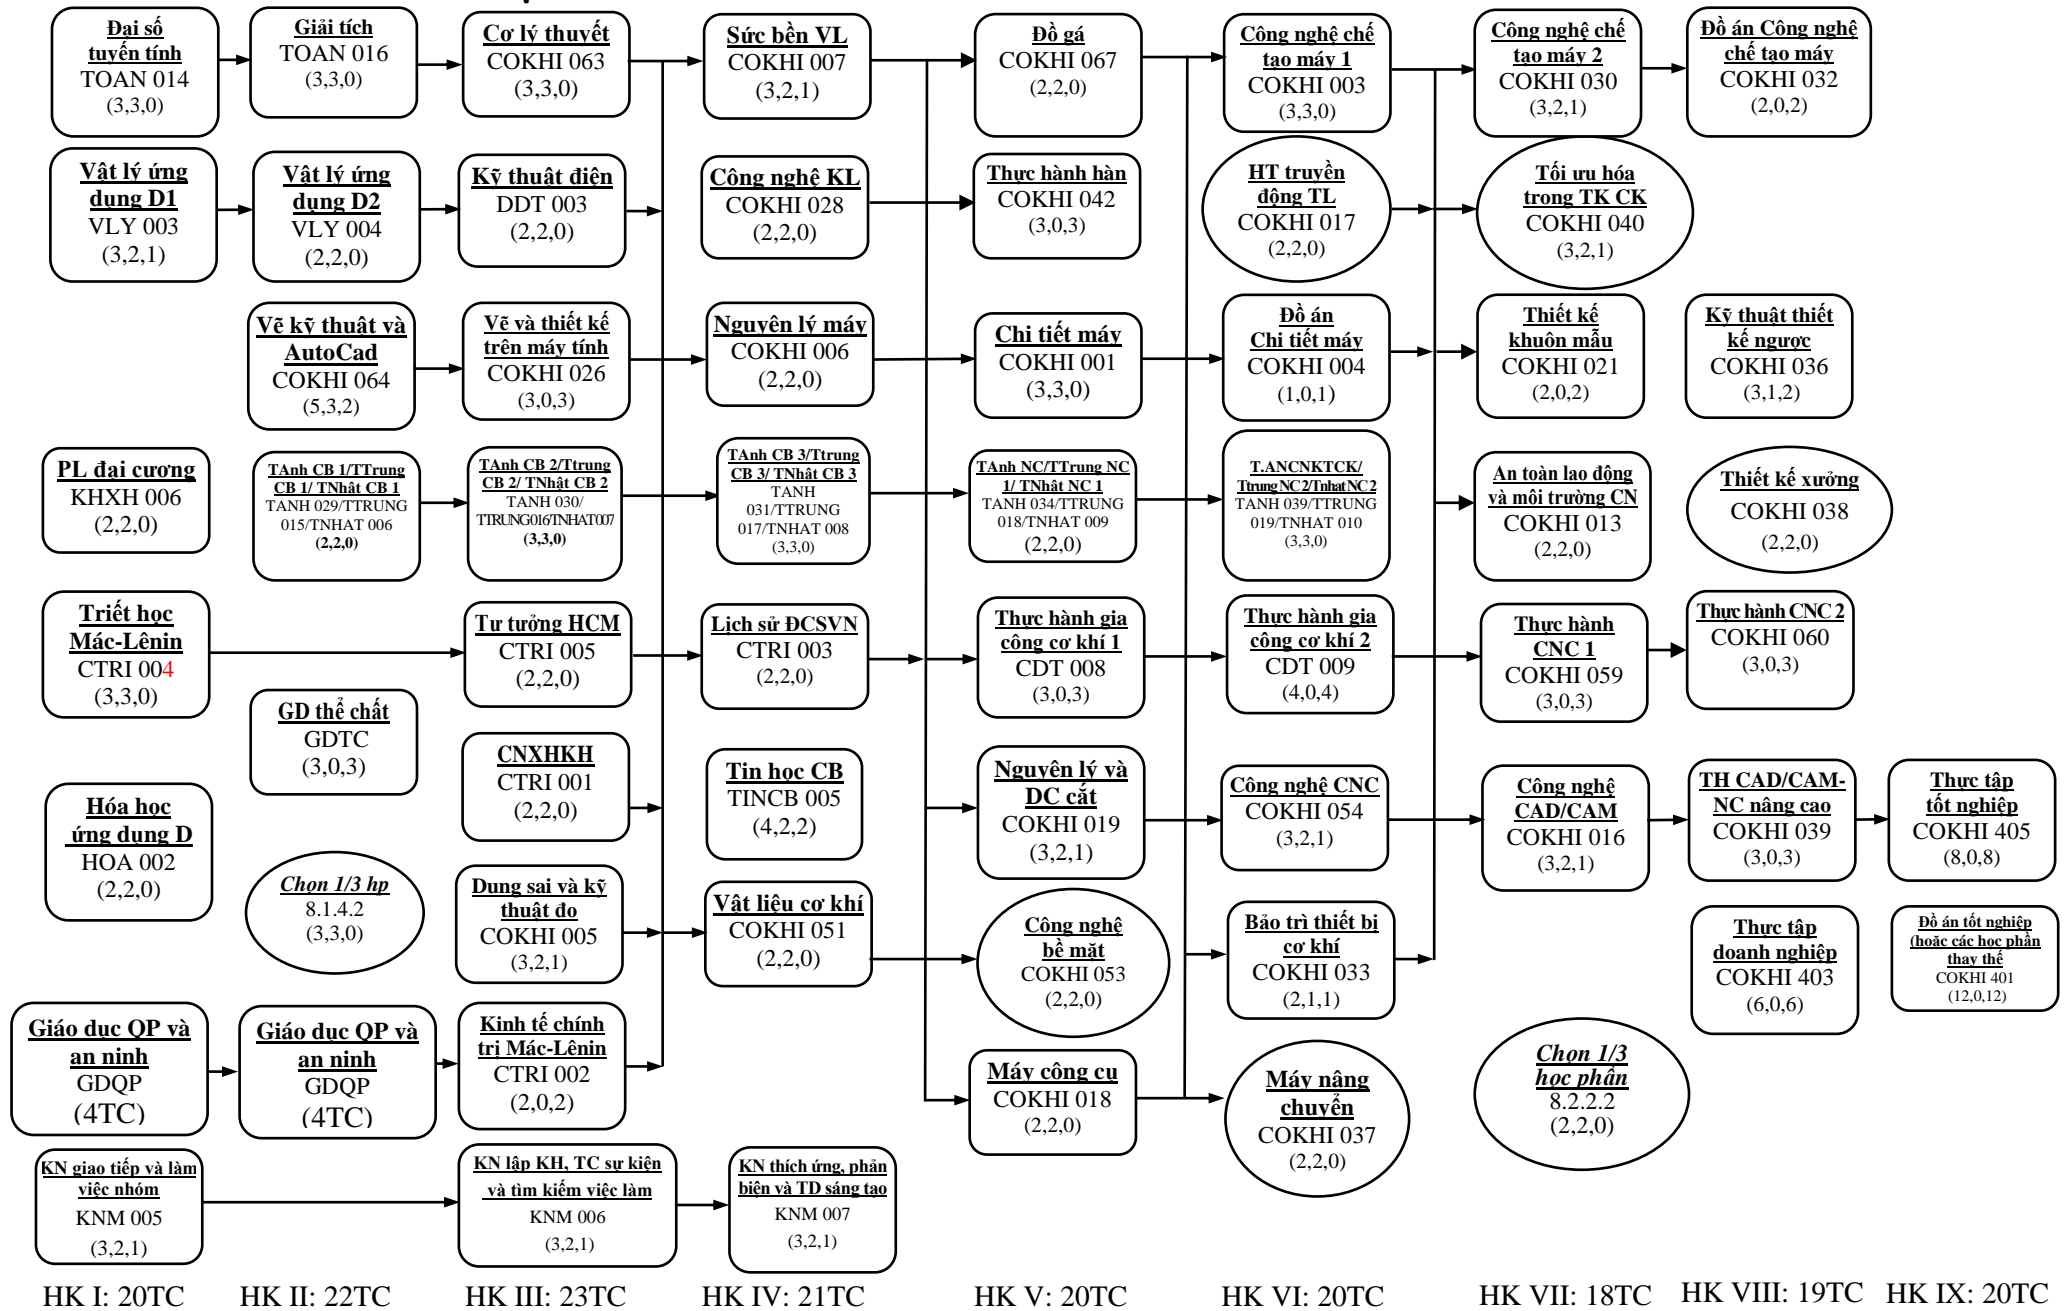 Đại số
tuyến tính
TOAN 014
(3,3,0)
Giải tích
TOAN 016
(3,3,0)
Cơ lý thuyết
COKHI 063
(3,3,0)
Sức bền VL
COKHI 007
(3,2,1)
Đồ gá
COKHI 067
(2,2,0)
Công nghệ chế
tạo máy 1
COKHI 003
(3,3,0)
Công nghệ chế
tạo máy 2
COKHI 030
(3,2,1)
Đồ án Công nghệ
chế tạo máy
COKHI 032
(2,0,2)
Vật lý ứng
dụng D1
VLY 003
(3,2,1)
Vật lý ứng
dụng D2
VLY 004
(2,2,0)
Kỹ thuật điện
DDT 003
(2,2,0)
Công nghệ KL
COKHI 028
(2,2,0)
Thực hành hàn
COKHI 042
(3,0,3)
HT truyền
động TL
COKHI 017
(2,2,0)
Tối ưu hóa
trong TK CK
COKHI 040
(3,2,1)
Vẽ kỹ thuật và
AutoCad
COKHI 064
(5,3,2)
Vẽ và thiết kế
trên máy tính
COKHI 026
(3,0,3)
Nguyên lý máy
COKHI 006
(2,2,0)
Chi tiết máy
COKHI 001
(3,3,0)
Đồ án
Chi tiết máy
COKHI 004
(1,0,1)
Thiết kế
khuôn mẫu
COKHI 021
(2,0,2)
Kỹ thuật thiết
kế ngược
COKHI 036
(3,1,2)
PL đại cương
KHXH 006
(2,2,0)
TAnh CB 1/TTrung
CB 1/ TNhật CB 1
TANH 029/TTRUNG
015/TNHAT 006
(2,2,0)
TAnh CB 2/Ttrung
CB 2/ TNhật CB 2
TANH 030/
TTRUNG016/TNHAT007
(3,3,0)
TAnh CB 3/Ttrung
CB 3/ TNhật CB 3
TANH
031/TTRUNG
017/TNHAT 008
(3,3,0)
TAnh NC/TTrung NC
1/ TNhật NC 1
TANH 034/TTRUNG
018/TNHAT 009
(2,2,0)
T.ANCNKTCK/
Ttrung NC2/Tnhat NC2
TANH 039/TTRUNG
019/TNHAT 010
(3,3,0)
An toàn lao động
và môi trường CN
COKHI 013
(2,2,0)
Thiết kế xưởng
COKHI 038
(2,2,0)
Triết học
Mác-Lênin
CTRI 004
(3,3,0)
Tư tưởng HCM
CTRI 005
(2,2,0)
Lịch sử ĐCSVN
CTRI 003
(2,2,0)
Thực hành gia
công cơ khí 1
CDT 008
(3,0,3)
Thực hành gia
công cơ khí 2
CDT 009
(4,0,4)
Thực hành
CNC 1
COKHI 059
(3,0,3)
Thực hành CNC 2
COKHI 060
(3,0,3)
GD thể chất
GDTC
(3,0,3)
Hóa học
ứng dụng D
HOA 002
(2,2,0)
CNXHKH
CTRI 001
(2,2,0)
Tin học CB
TINCB 005
(4,2,2)
Nguyên lý và
DC cắt
COKHI 019
(3,2,1)
Công nghệ CNC
COKHI 054
(3,2,1)
Công nghệ
CAD/CAM
COKHI 016
(3,2,1)
TH CAD/CAM-
NC nâng cao
COKHI 039
(3,0,3)
Thực tập
tốt nghiệp
COKHI 405
(8,0,8)
Chọn 1/3 hp
8.1.4.2
(3,3,0)
Dung sai và kỹ
thuật đo
COKHI 005
(3,2,1)
Vật liệu cơ khí
COKHI 051
(2,2,0)
Công nghệ
bề mặt
COKHI 053
(2,2,0)
Bảo trì thiết bị
cơ khí
COKHI 033
(2,1,1)
Thực tập
doanh nghiệp
COKHI 403
(6,0,6)
Đồ án tốt nghiệp
(hoặc các học phần
thay thế
COKHI 401
(12,0,12)
Giáo dục QP và
an ninh
GDQP
(4TC)
Giáo dục QP và
an ninh
GDQP
(4TC)
Kinh tế chính
trị Mác-Lênin
CTRI 002
(2,0,2)
Máy công cụ
COKHI 018
(2,2,0)
Máy nâng
chuyển
COKHI 037
(2,2,0)
Chọn 1/3
học phần
8.2.2.2
(2,2,0)
KN giao tiếp và làm
việc nhóm
KNM 005
(3,2,1)
KN lập KH, TC sự kiện
và tìm kiếm việc làm
KNM 006
(3,2,1)
KN thích ứng, phản
biện và TD sáng tạo
KNM 007
(3,2,1)
HK I: 20TC
HK II: 22TC
HK III: 23TC
HK IV: 21TC
HK V: 20TC
HK VI: 20TC
HK VII: 18TC
HK VIII: 19TC
HK IX: 20TC